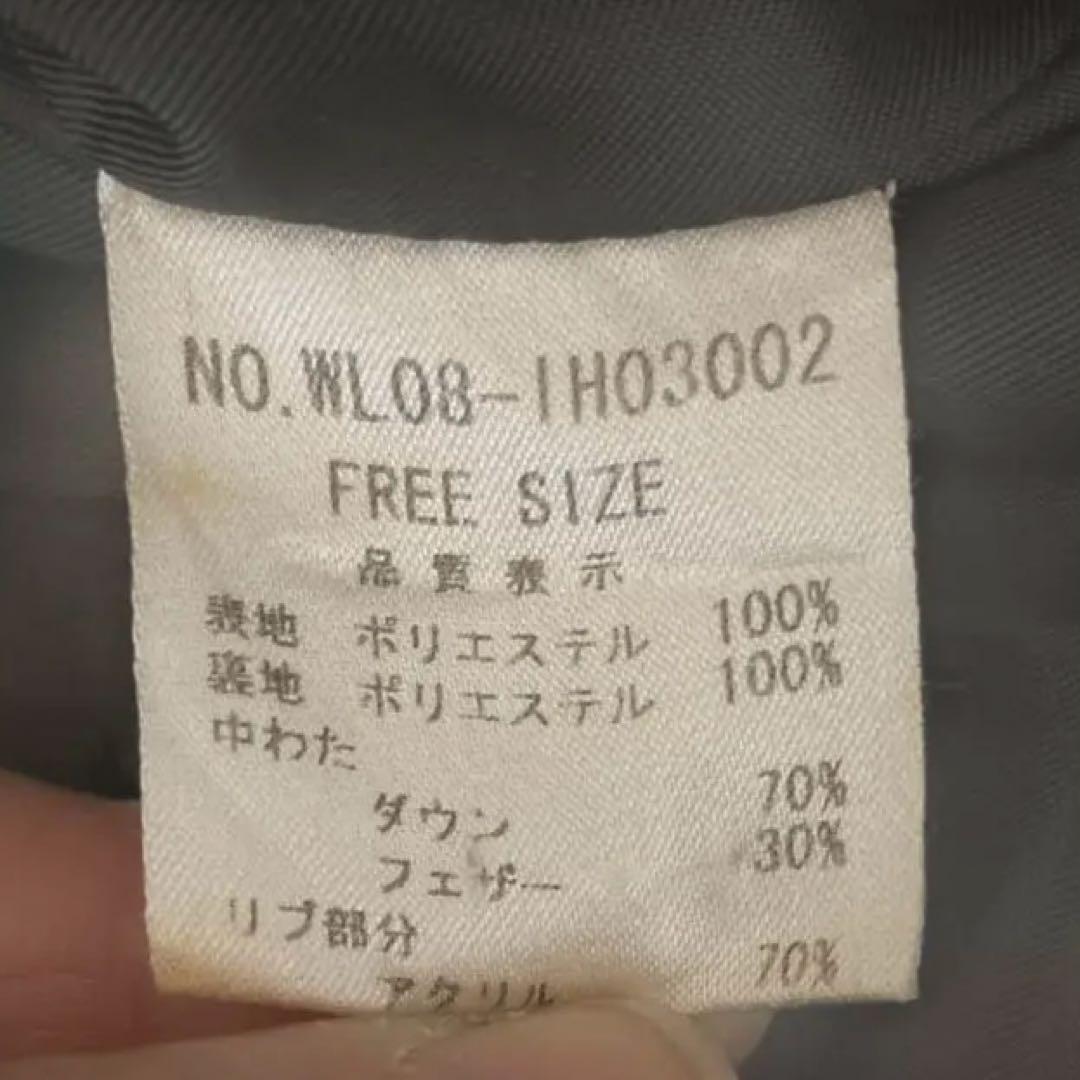 NO.WL08-IH03002
FREE SIZE
品質表示
表地 ポリエステル 100%
裏地 ポリエステル 100%
中わた
ダウン 70%
フェザー 30%
リブ部分
アクリル 70%